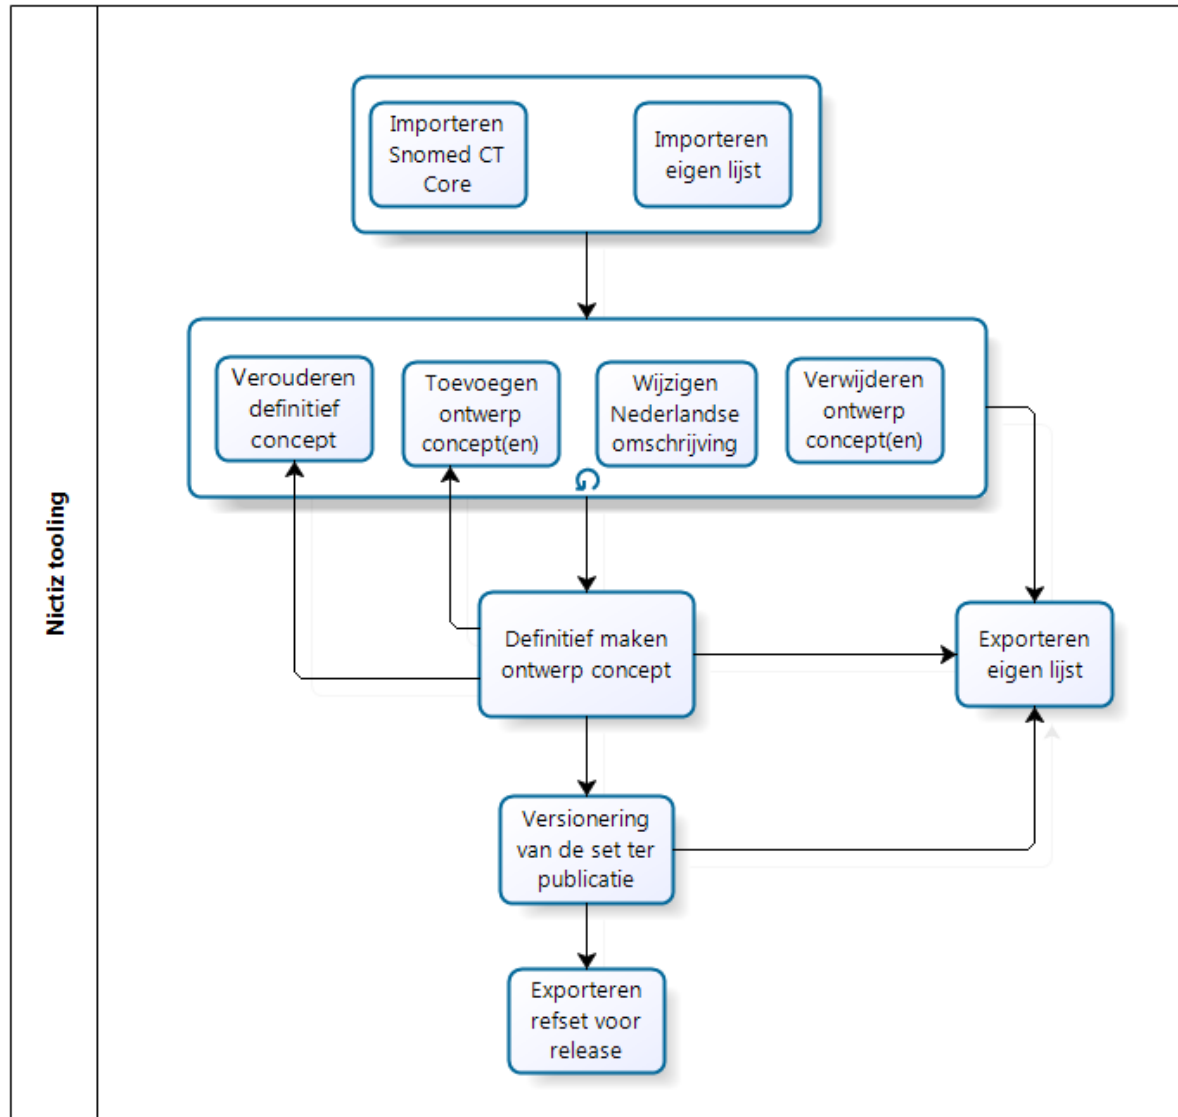 Nictiz tooling
Importeren
Snomed CT
Core
Importeren
eigen lijst
Verouderen
definitief
concept
Toevoegen
ontwerp
concept(en)
Wijzigen
Nederlandse
omschrijving
Verwijderen
ontwerp
concept(en)
Definitief maken
ontwerp concept
Exporteren
eigen lijst
Versionering
van de set ter
publicatie
Exporteren
refset voor
release